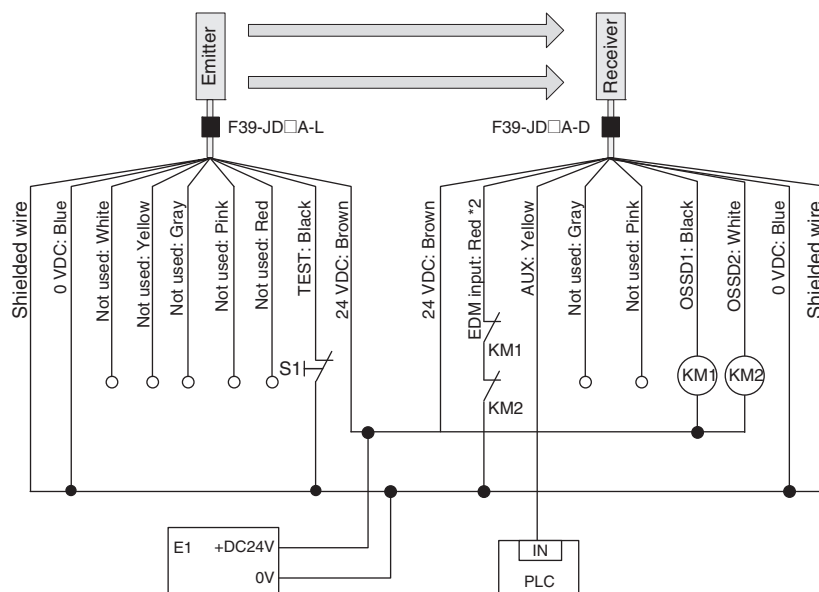 Emitter
Receiver
F39-JD□A-L
F39-JD□A-D
Shielded wire
0 VDC: Blue
Not used: White
Not used: Yellow
Not used: Gray
Not used: Pink
Not used: Red
TEST: Black
24 VDC: Brown
24 VDC: Brown
EDM input: Red *2
AUX: Yellow
Not used: Gray
Not used: Pink
OSSD1: Black
OSSD2: White
0 VDC: Blue
Shielded wire
S1
KM1
KM2
KM1
KM2
E1
+DC24V
0V
IN
PLC